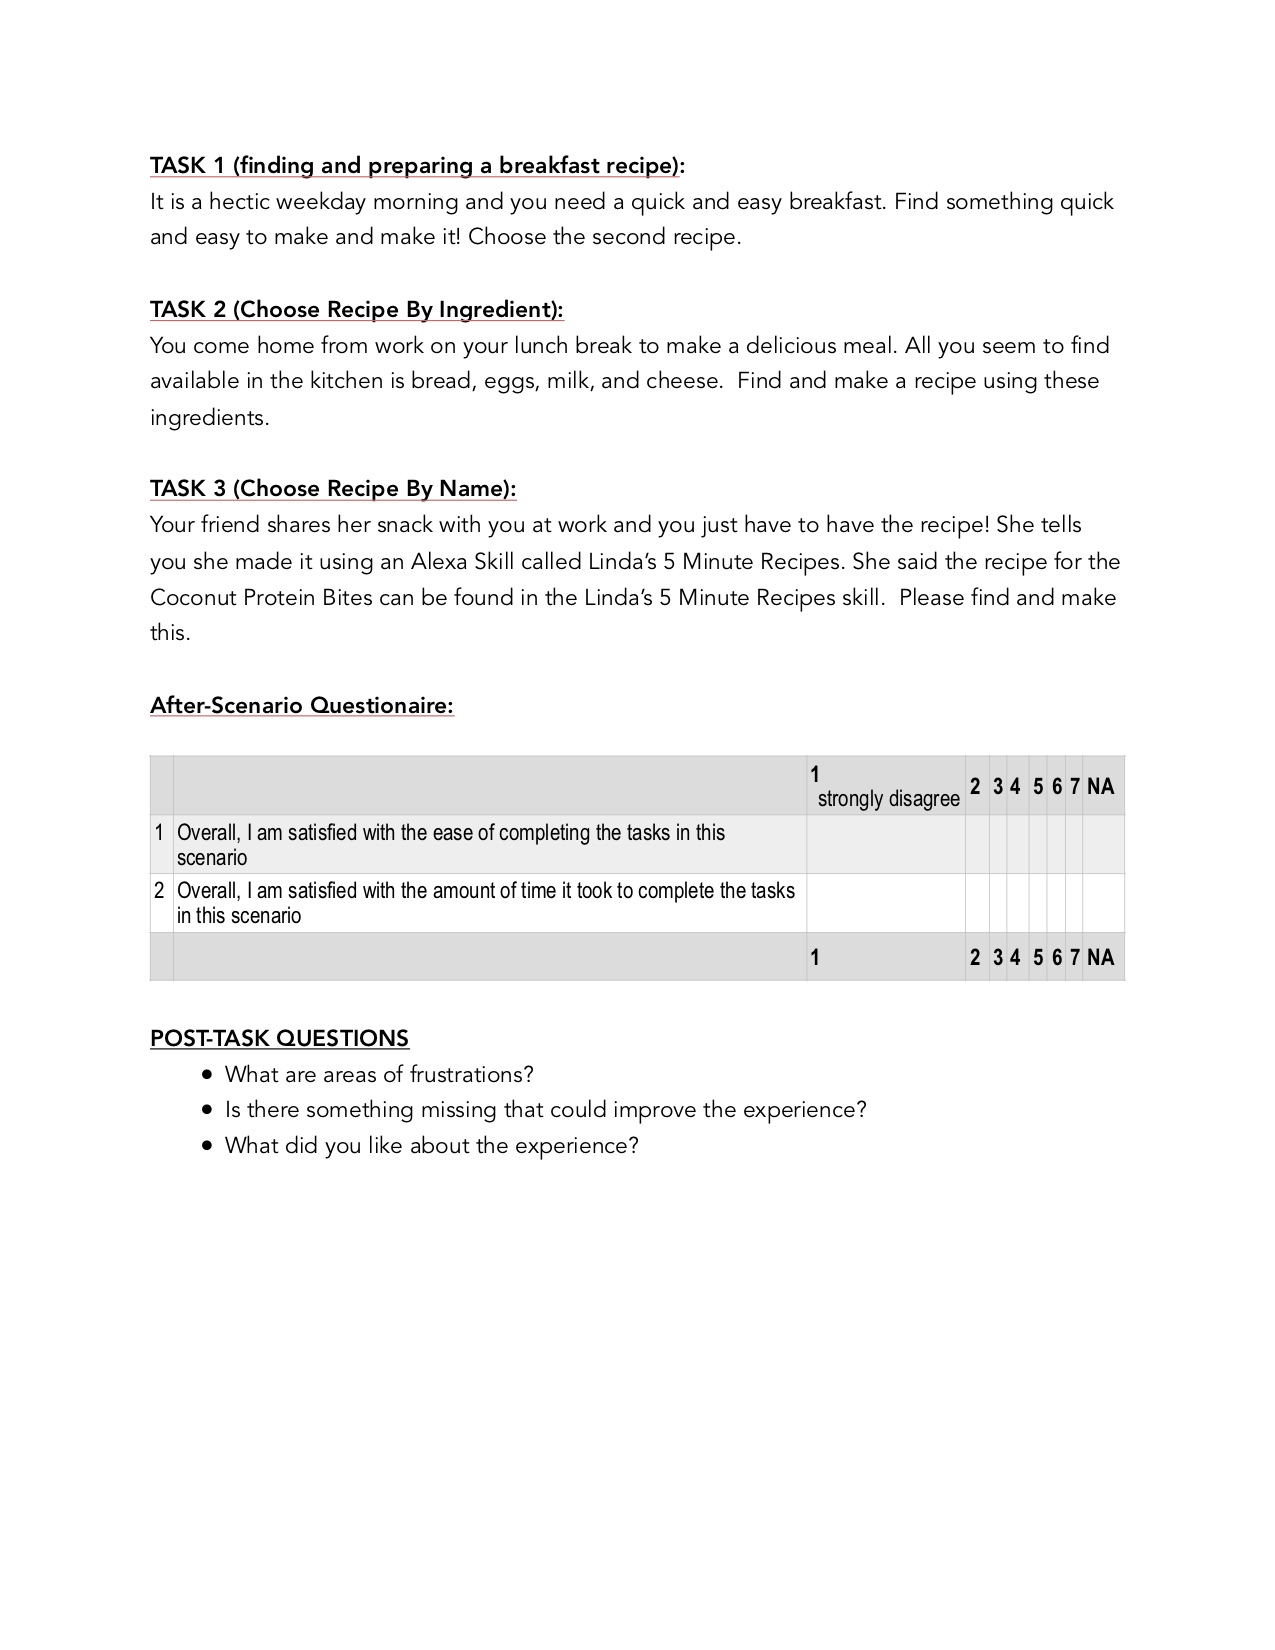 TASK 1 (finding and preparing a breakfast recipe):
It is a hectic weekday morning and you need a quick and easy breakfast. Find something quick
and easy to make and make it! Choose the second recipe.
TASK 2 (Choose Recipe By Ingredient):
You come home from work on your lunch break to make a delicious meal. All you seem to find
available in the kitchen is bread, eggs, milk, and cheese.  Find and make a recipe using these
ingredients.
TASK 3 (Choose Recipe By Name):
Your friend shares her snack with you at work and you just have to have the recipe! She tells
you she made it using an Alexa Skill called Linda’s 5 Minute Recipes. She said the recipe for the
Coconut Protein Bites can be found in the Linda’s 5 Minute Recipes skill.  Please find and make
this.
After-Scenario Questionaire:
1
strongly disagree 2 3 4 5 6 7 NA
1 Overall, I am satisfied with the ease of completing the tasks in this
scenario
2 Overall, I am satisfied with the amount of time it took to complete the tasks
in this scenario
1 2 3 4 5 6 7 NA
POST-TASK QUESTIONS
• What are areas of frustrations?
• Is there something missing that could improve the experience?
• What did you like about the experience?